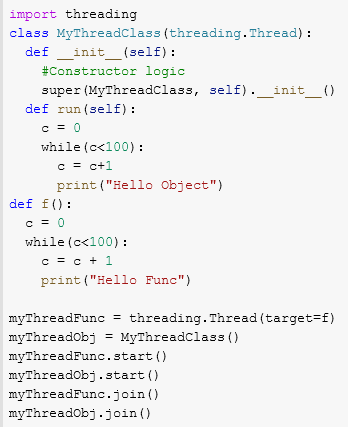 import threading
class MyThreadClass(threading.Thread):
  def __init__(self):
    #Constructor logic
    super(MyThreadClass, self).__init__()
  def run(self):
    c = 0
    while(c<100):
      c = c+1
      print("Hello Object")
def f():
  c = 0
  while(c<100):
    c = c + 1
    print("Hello Func")

myThreadFunc = threading.Thread(target=f)
myThreadObj = MyThreadClass()
myThreadFunc.start()
myThreadObj.start()
myThreadFunc.join()
myThreadObj.join()